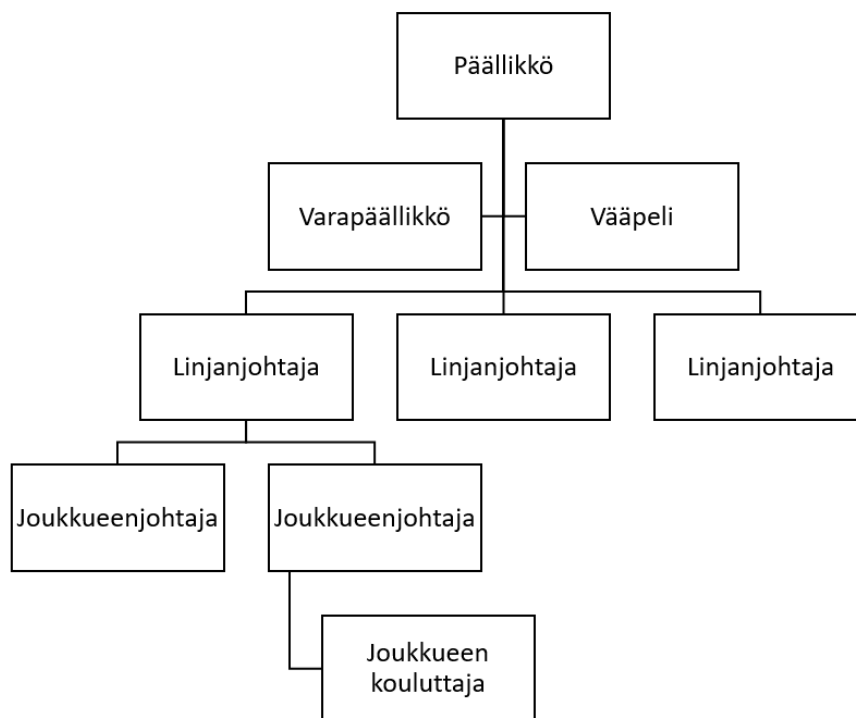 Päällikkö
Varapäällikkö
Vääpeli
Linjanjohtaja
Linjanjohtaja
Linjanjohtaja
Joukkueenjohtaja
Joukkueenjohtaja
Joukkueen
kouluttaja